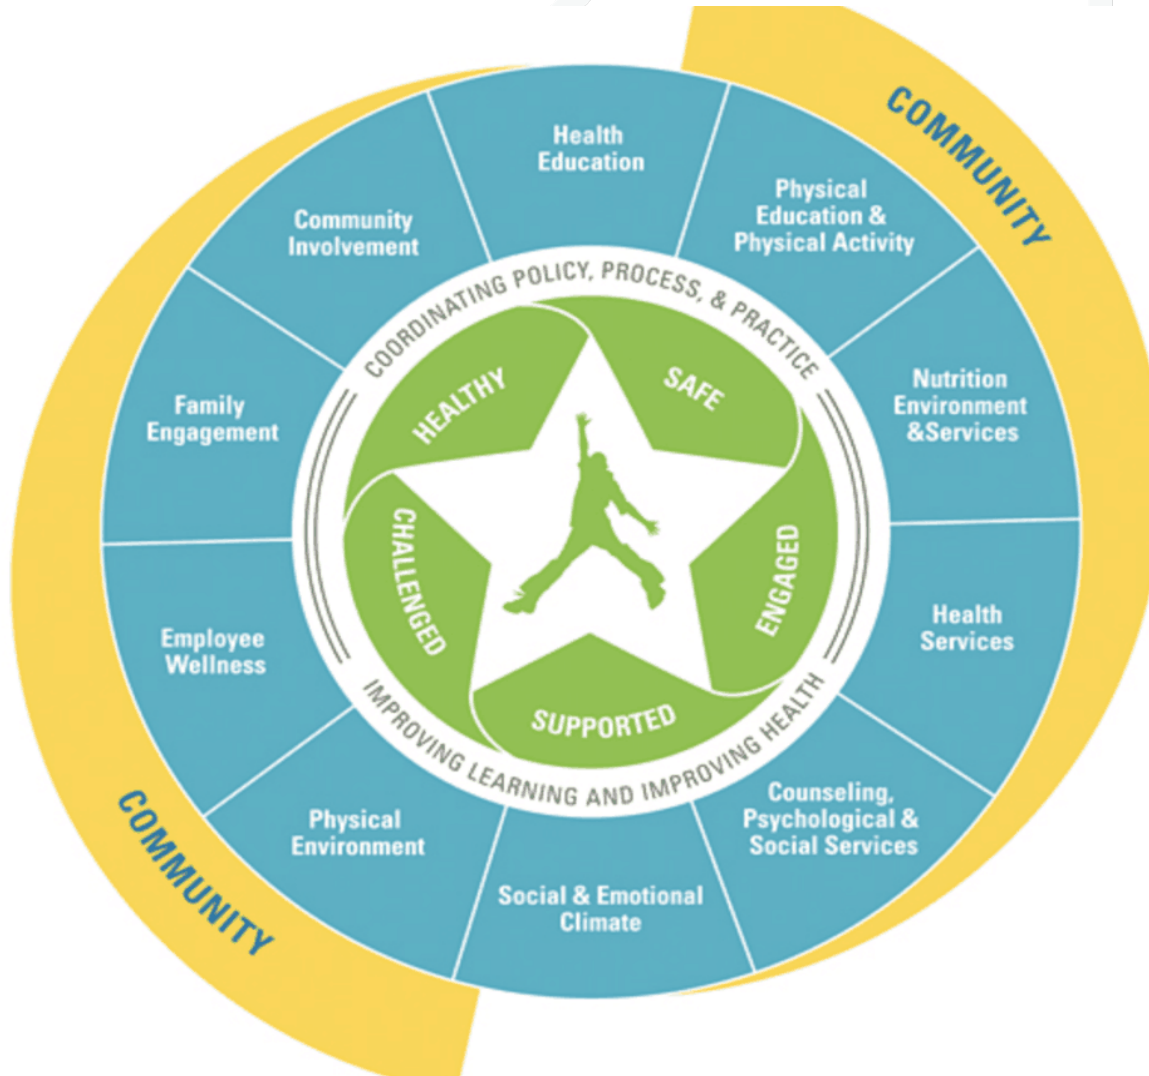 COMMUNITY
Health
Education
Physical
Education &
Physical Activity
Nutrition
Environment
&Services
Health
Services
Counseling,
Psychological &
Social Services
Social & Emotional
Climate
Physical
Environment
Employee
Wellness
Family
Engagement
Community
Involvement
COORDINATING POLICY, PROCESS, & PRACTICE
IMPROVING LEARNING AND IMPROVING HEALTH
HEALTHY
SAFE
ENGAGED
SUPPORTED
CHALLENGED
COMMUNITY